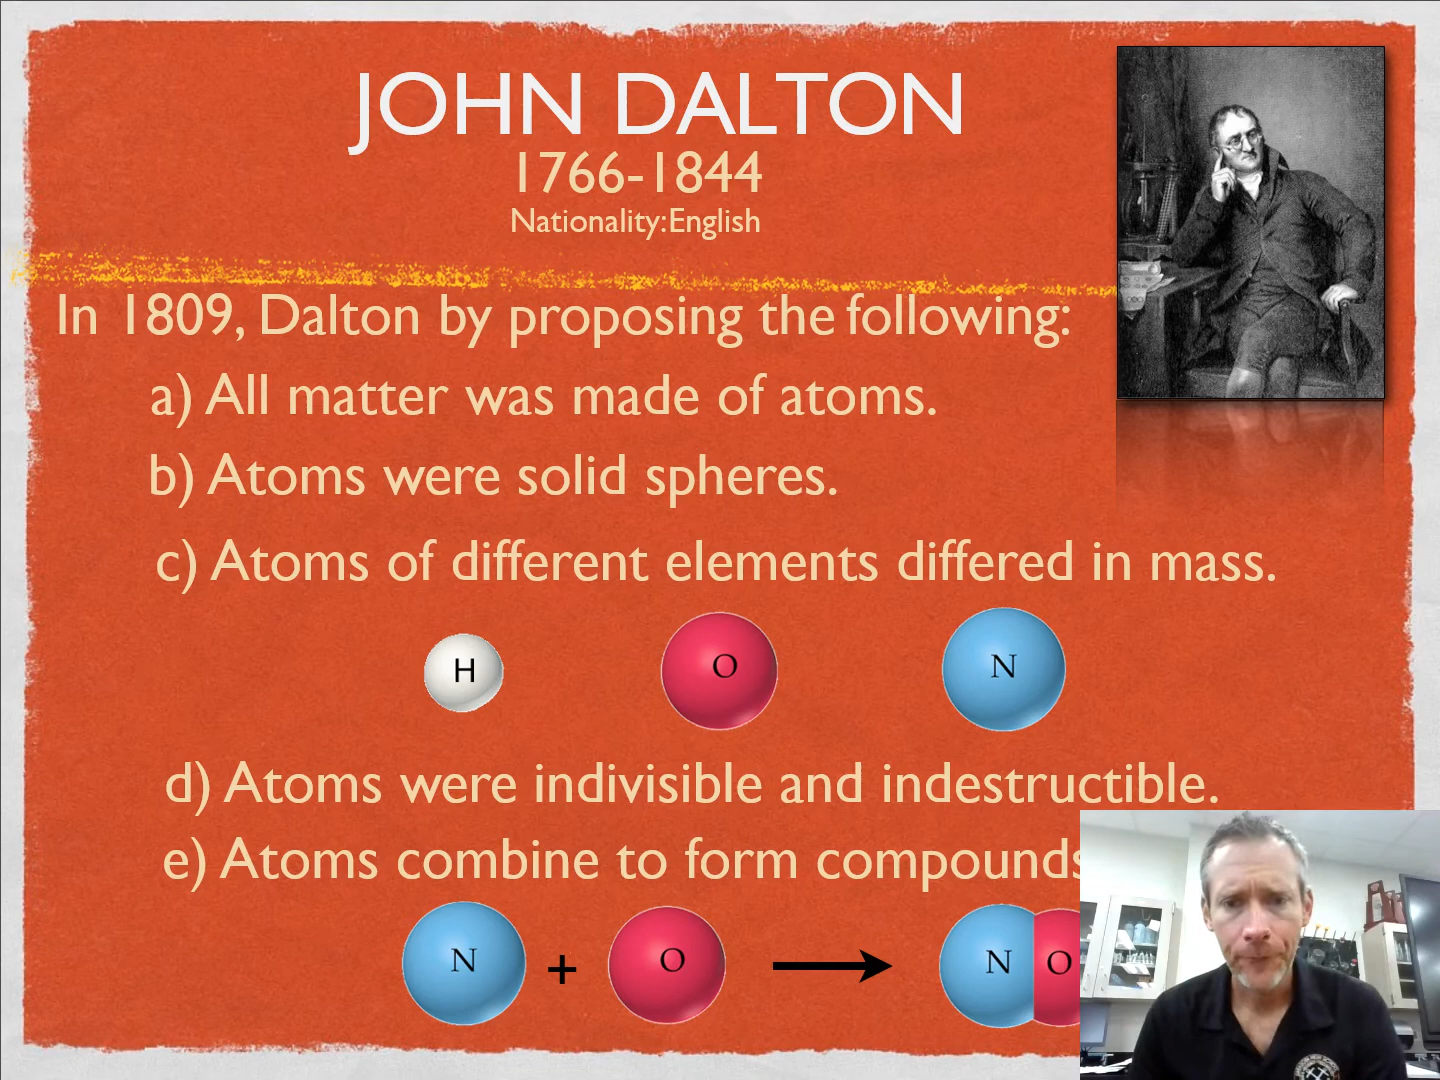 JOHN DALTON
1766-1844
Nationality:English
In 1809, Dalton by proposing the following:
a) All matter was made of atoms.
b) Atoms were solid spheres.
c) Atoms of different elements differed in mass.
H O N
d) Atoms were indivisible and indestructible.
e) Atoms combine to form compounds
N + O N O